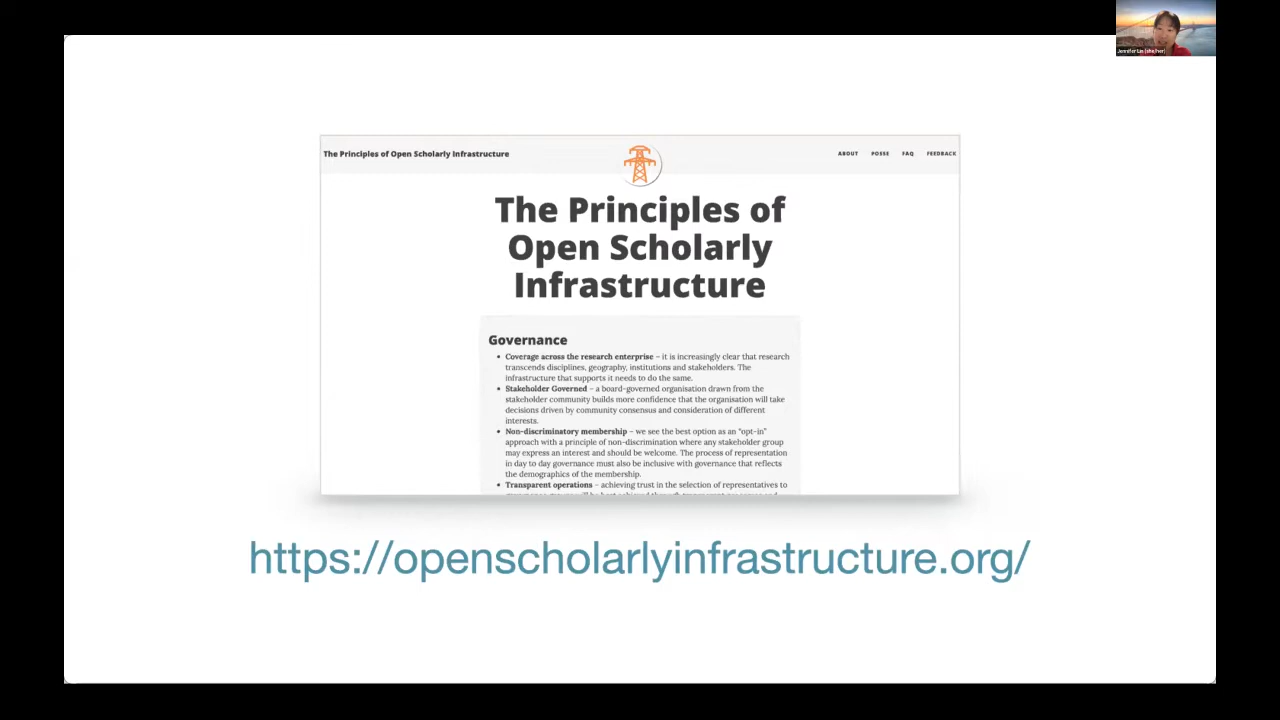 Jennifer Lin (she/her)
The Principles of Open Scholarly Infrastructure
ABOUT POSSE FAQ FEEDBACK
The Principles of
Open Scholarly
Infrastructure
Governance
• Coverage across the research enterprise – it is increasingly clear that research
transcends disciplines, geography, institutions and stakeholders. The
infrastructure that supports it needs to do the same.
• Stakeholder Governed – a board-governed organisation drawn from the
stakeholder community builds more confidence that the organisation will take
decisions driven by community consensus and consideration of different
interests.
• Non-discriminatory membership – we see the best option as an “opt-in”
approach with a principle of non-discrimination where any stakeholder group
may express an interest and should be welcome. The process of representation
in day to day governance must also be inclusive with governance that reflects
the demographics of the membership.
• Transparent operations – achieving trust in the selection of representatives to
https://openscholarlyinfrastructure.org/